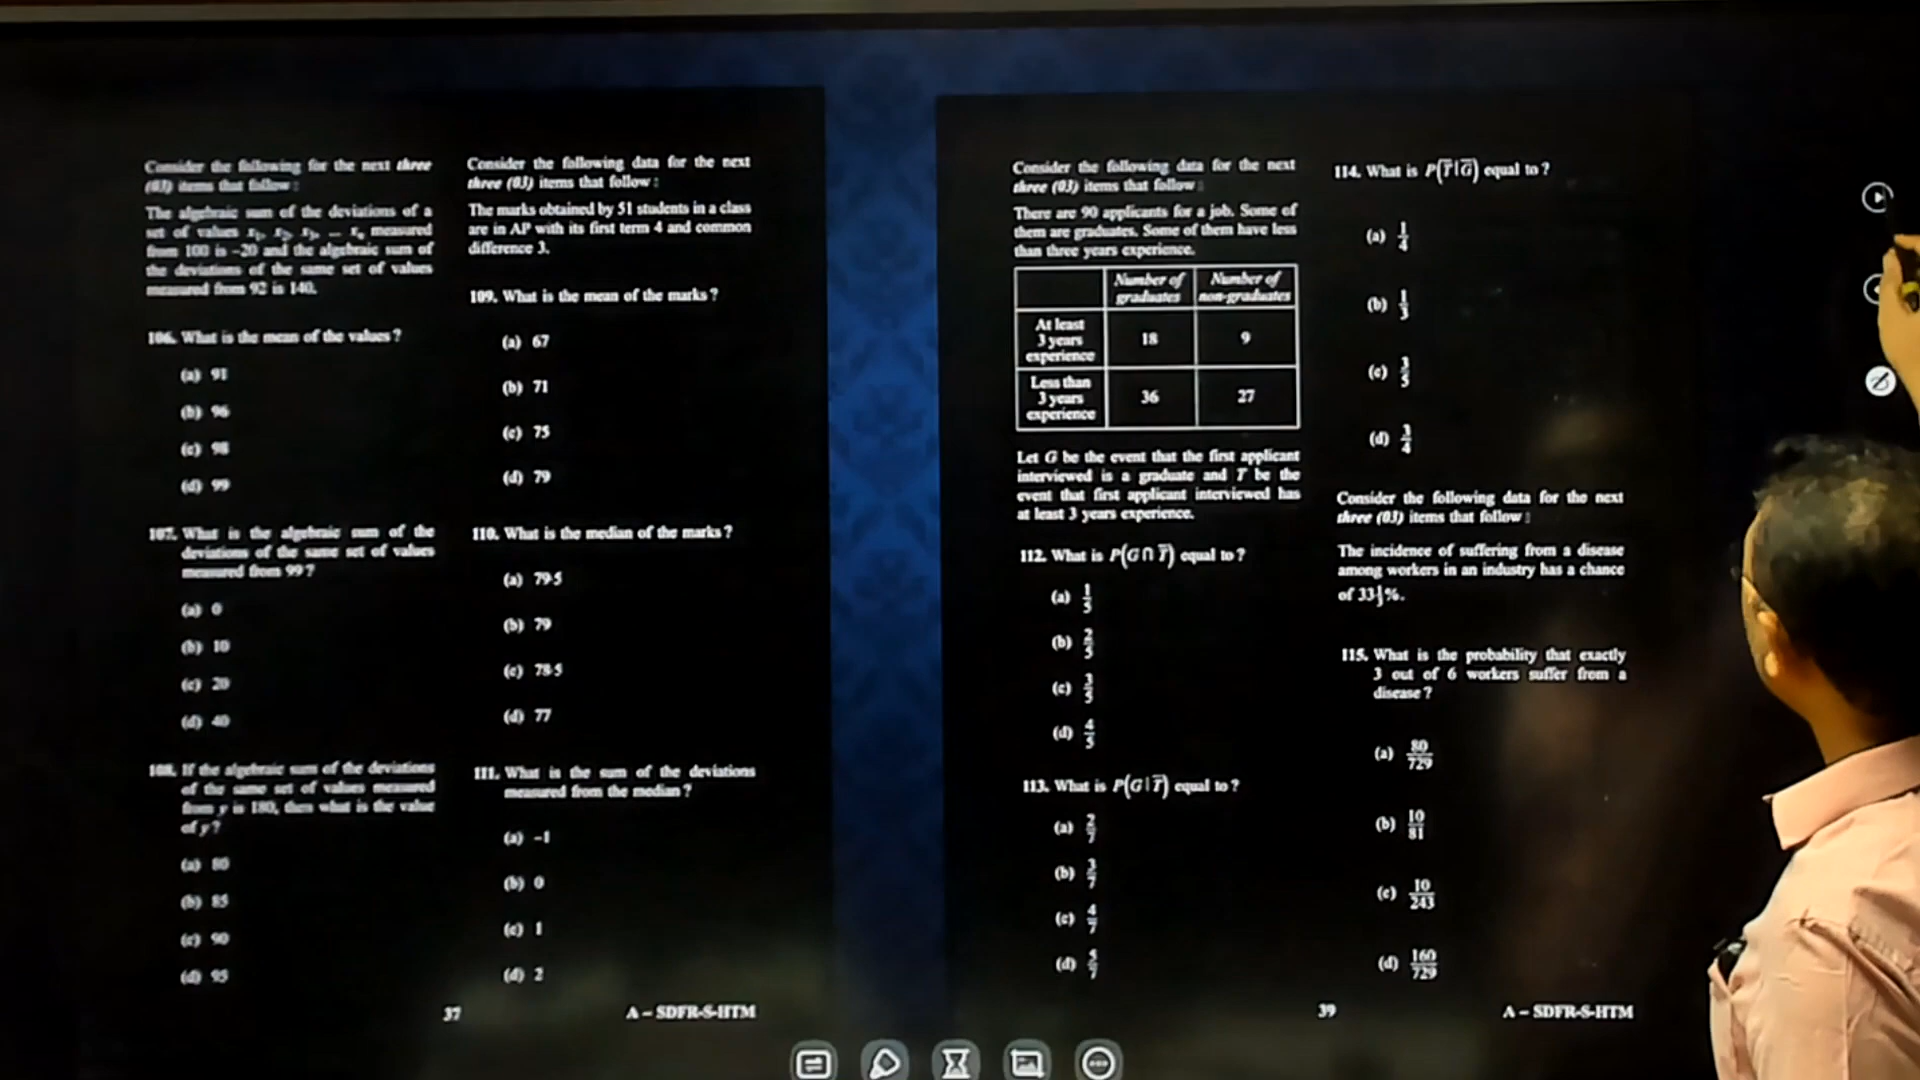 Consider the following for the next three
(03) items that follow :
The algebraic sum of the deviations of a
set of values x₁, x₂, x₃, ... xₙ measured
from 100 is -20 and the algebraic sum of
the deviations of the same set of values
measured from 92 is 140.
106. What is the mean of the values ?
(a) 91
(b) 96
(c) 98
(d) 99
107. What is the algebraic sum of the
deviations of the same set of values
measured from 99 ?
(a) 0
(b) 10
(c) 20
(d) 40
108. If the algebraic sum of the deviations
of the same set of values measured
from y is 180, then what is the value
of y ?
(a) 80
(b) 85
(c) 90
(d) 95
37
Consider the following data for the next
three (03) items that follow :
The marks obtained by 51 students in a class
are in AP with its first term 4 and common
difference 3.
109. What is the mean of the marks ?
(a) 67
(b) 71
(c) 75
(d) 79
110. What is the median of the marks ?
(a) 79·5
(b) 79
(c) 78·5
(d) 77
111. What is the sum of the deviations
measured from the median ?
(a) -1
(b) 0
(c) 1
(d) 2
A – SDFR-S-HTM
Consider the following data for the next
three (03) items that follow :
There are 90 applicants for a job. Some of
them are graduates. Some of them have less
than three years experience.
Number of graduates Number of non-graduates
At least 3 years experience 18 9
Less than 3 years experience 36 27
Let G be the event that the first applicant
interviewed is a graduate and T be the
event that first applicant interviewed has
at least 3 years experience.
112. What is P(G ∩ T̅) equal to ?
(a) 1/5
(b) 2/5
(c) 3/5
(d) 4/5
113. What is P(G | T̅) equal to ?
(a) 2/7
(b) 3/7
(c) 4/7
(d) 5/7
39
114. What is P(T̅ | G̅) equal to ?
(a) 1/4
(b) 1/3
(c) 3/5
(d) 3/4
Consider the following data for the next
three (03) items that follow :
The incidence of suffering from a disease
among workers in an industry has a chance
of 33⅓%.
115. What is the probability that exactly
3 out of 6 workers suffer from a
disease ?
(a) 80/729
(b) 10/81
(c) 10/243
(d) 160/729
A – SDFR-S-HTM